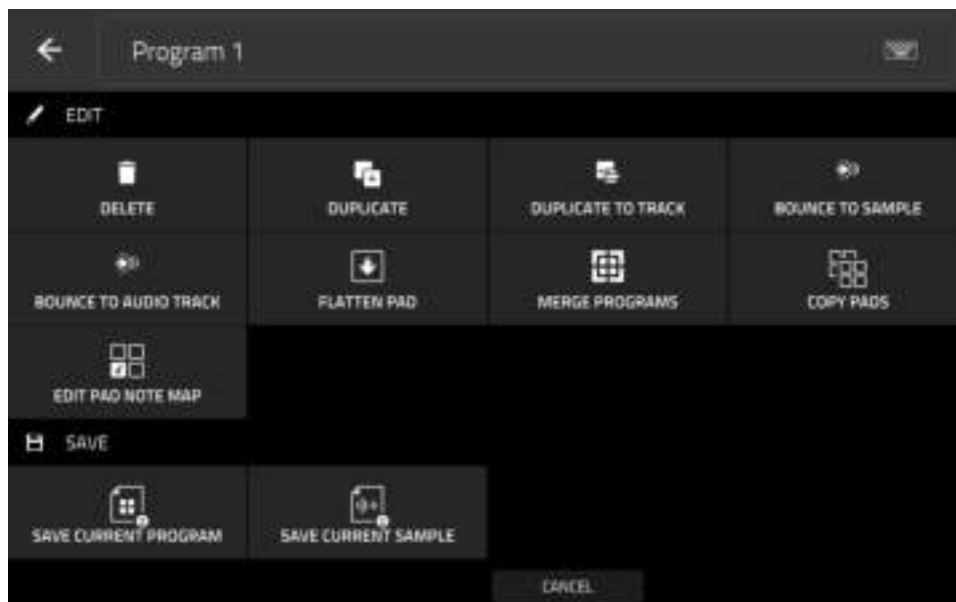 Program 1
EDIT
DELETE
DUPLICATE
DUPLICATE TO TRACK
BOUNCE TO SAMPLE
BOUNCE TO AUDIO TRACK
FLATTEN PAD
MERGE PROGRAMS
COPY PADS
EDIT PAD NOTE MAP
SAVE
SAVE CURRENT PROGRAM
SAVE CURRENT SAMPLE
CANCEL